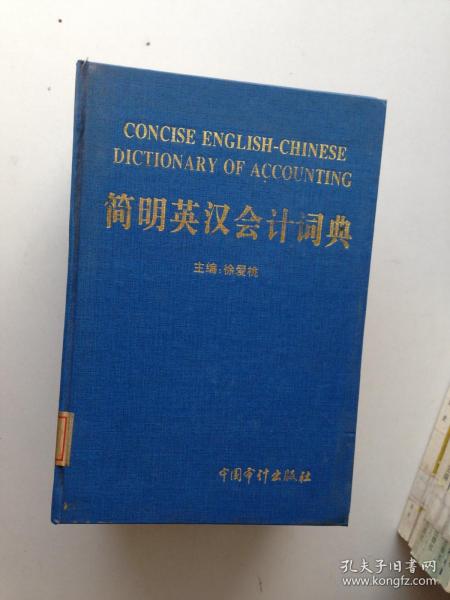 CONCISE ENGLISH-CHINESE
DICTIONARY OF ACCOUNTING
简明英汉会计词典
主编:徐爱桃
中国审计出版社
孔夫子旧书网
www.kongfz.com